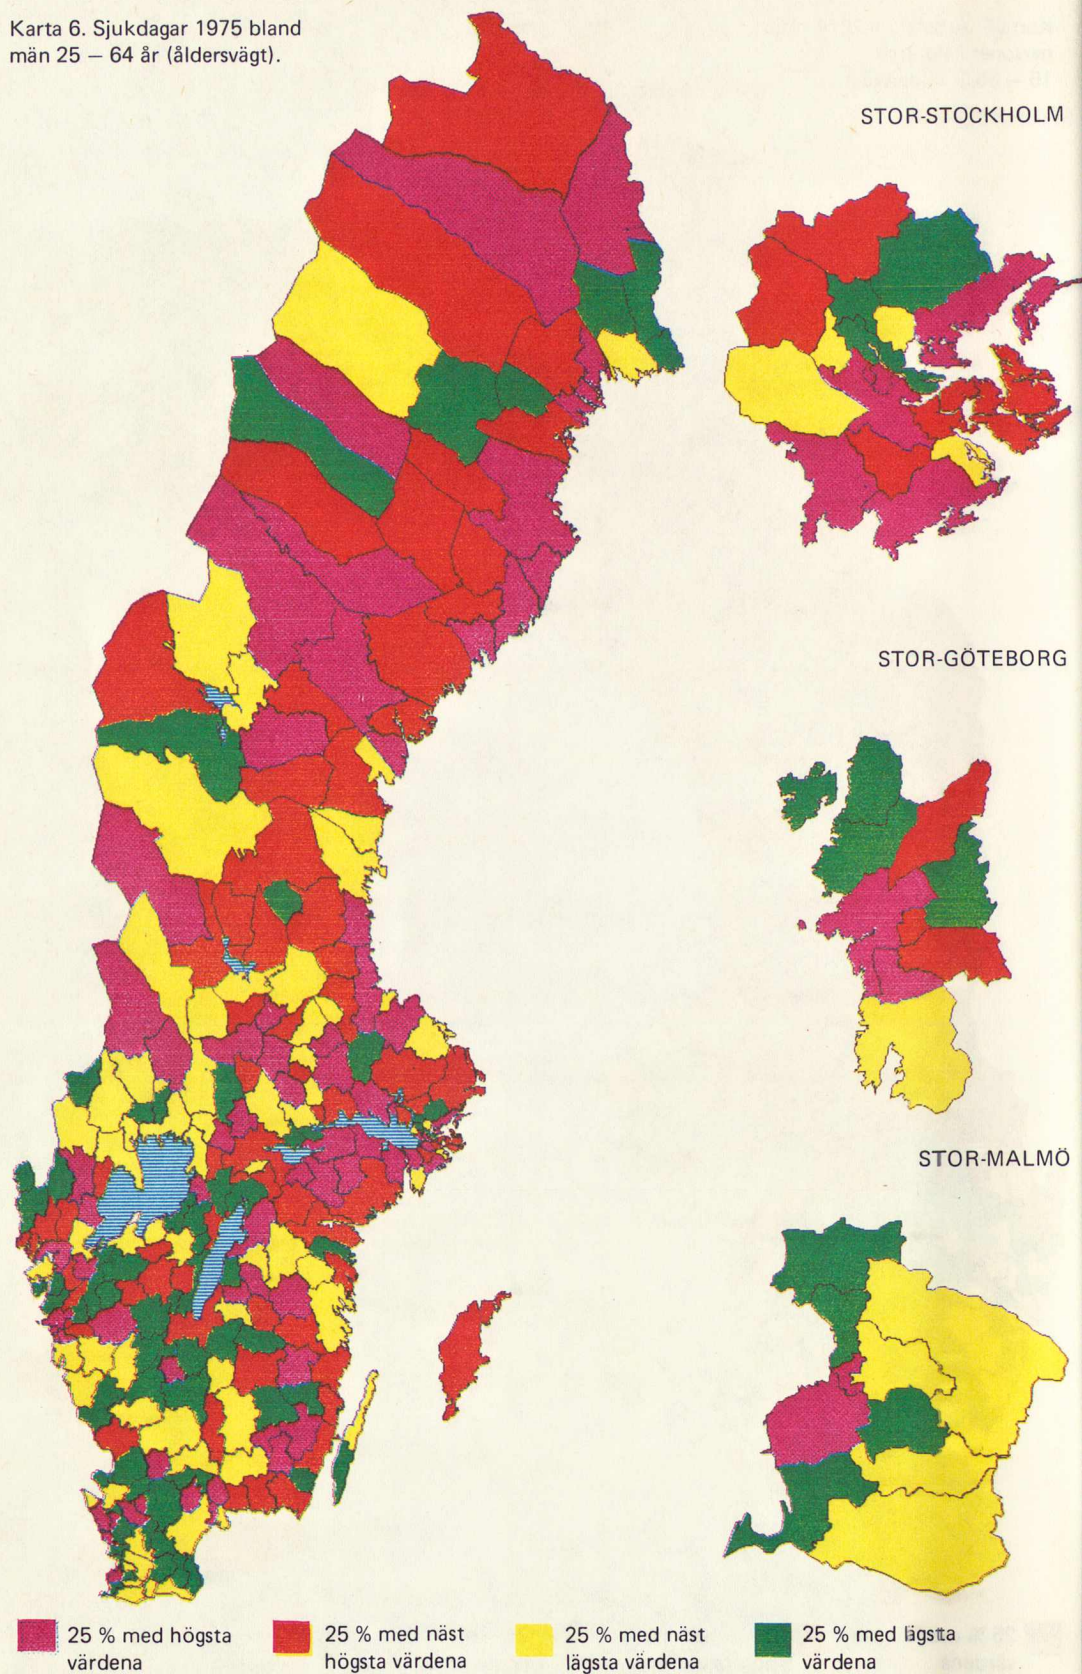 Karta 6. Sjukdagar 1975 bland
män 25 – 64 år (åldersvägt).
STOR-STOCKHOLM
STOR-GÖTEBORG
STOR-MALMÖ
25 % med högsta
värdena
25 % med näst
högsta värdena
25 % med näst
lägsta värdena
25 % med lägsta
värdena